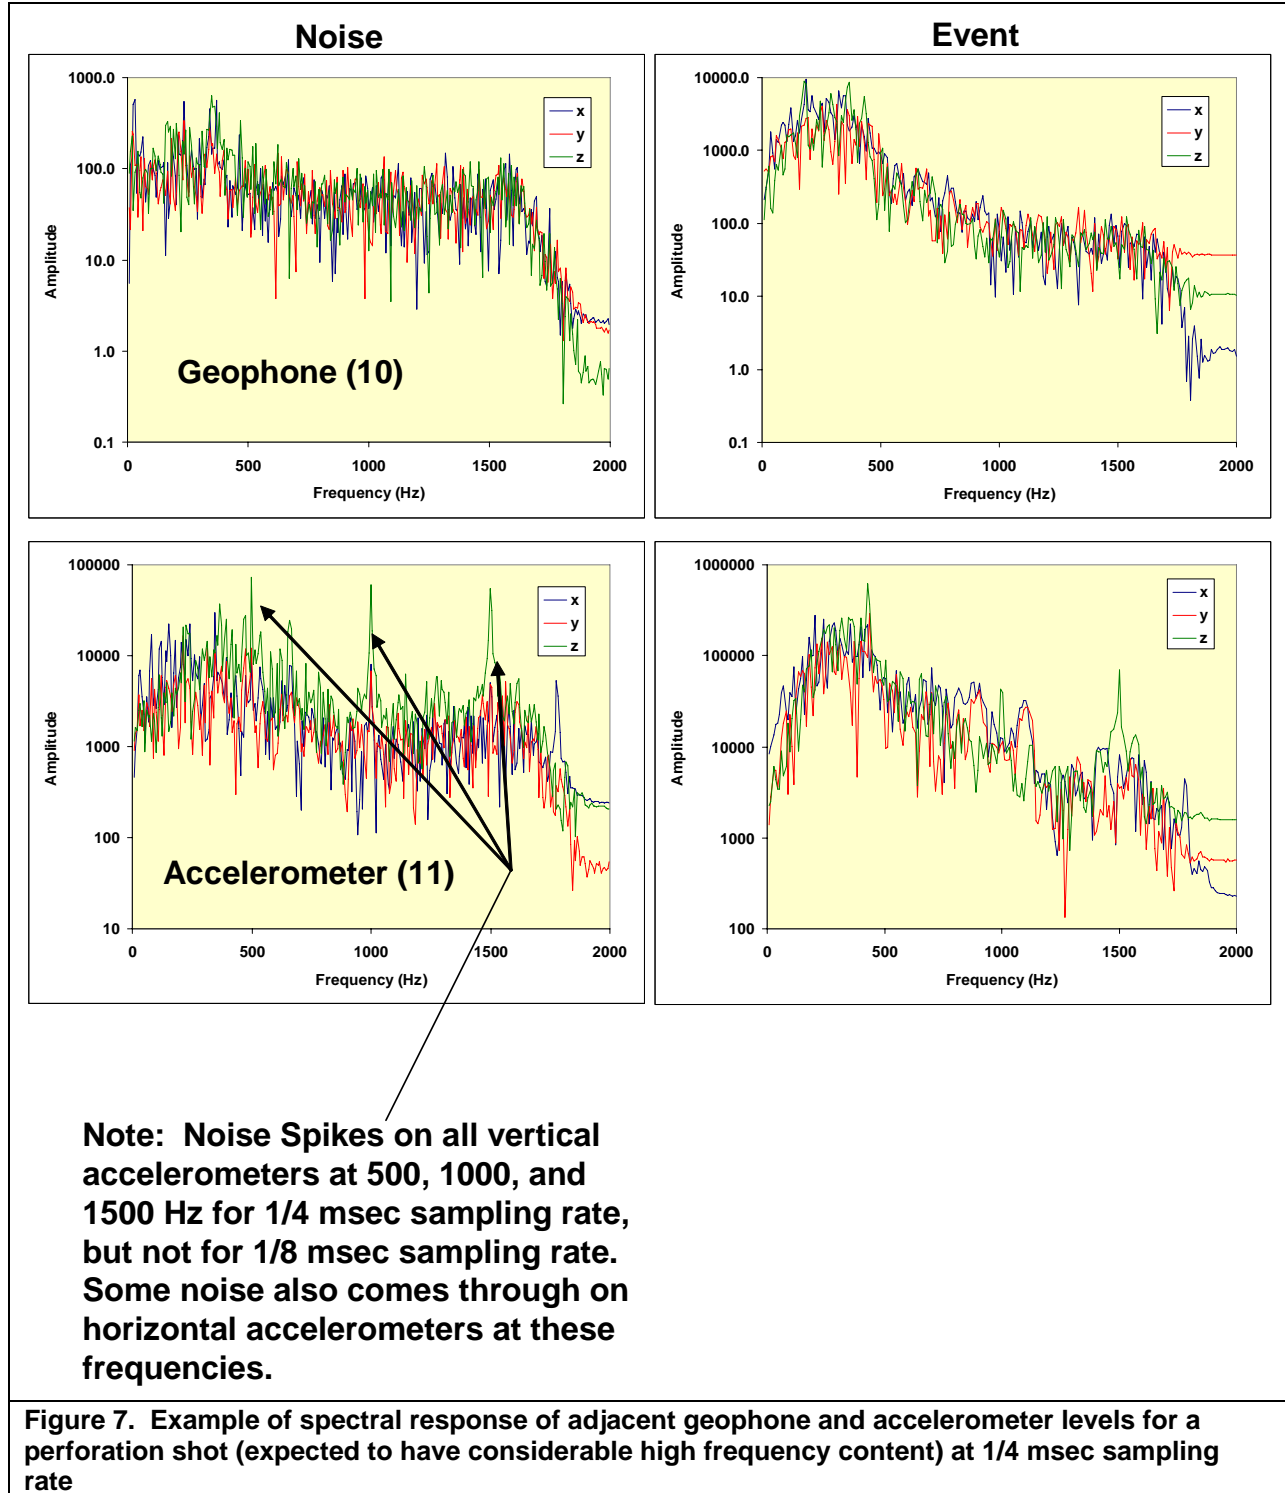 Noise
Event
1000.0
100.0
10.0
1.0
0.1
Amplitude
x
y
z
Geophone (10)
0 500 1000 1500 2000
Frequency (Hz)
10000.0
1000.0
100.0
10.0
1.0
0.1
Amplitude
x
y
z
0 500 1000 1500 2000
Frequency (Hz)
100000
10000
1000
100
10
Amplitude
x
y
z
Accelerometer (11)
0 500 1000 1500 2000
Frequency (Hz)
1000000
100000
10000
1000
100
Amplitude
x
y
z
0 500 1000 1500 2000
Frequency (Hz)
Note: Noise Spikes on all vertical
accelerometers at 500, 1000, and
1500 Hz for 1/4 msec sampling rate,
but not for 1/8 msec sampling rate.
Some noise also comes through on
horizontal accelerometers at these
frequencies.
Figure 7. Example of spectral response of adjacent geophone and accelerometer levels for a
perforation shot (expected to have considerable high frequency content) at 1/4 msec sampling
rate